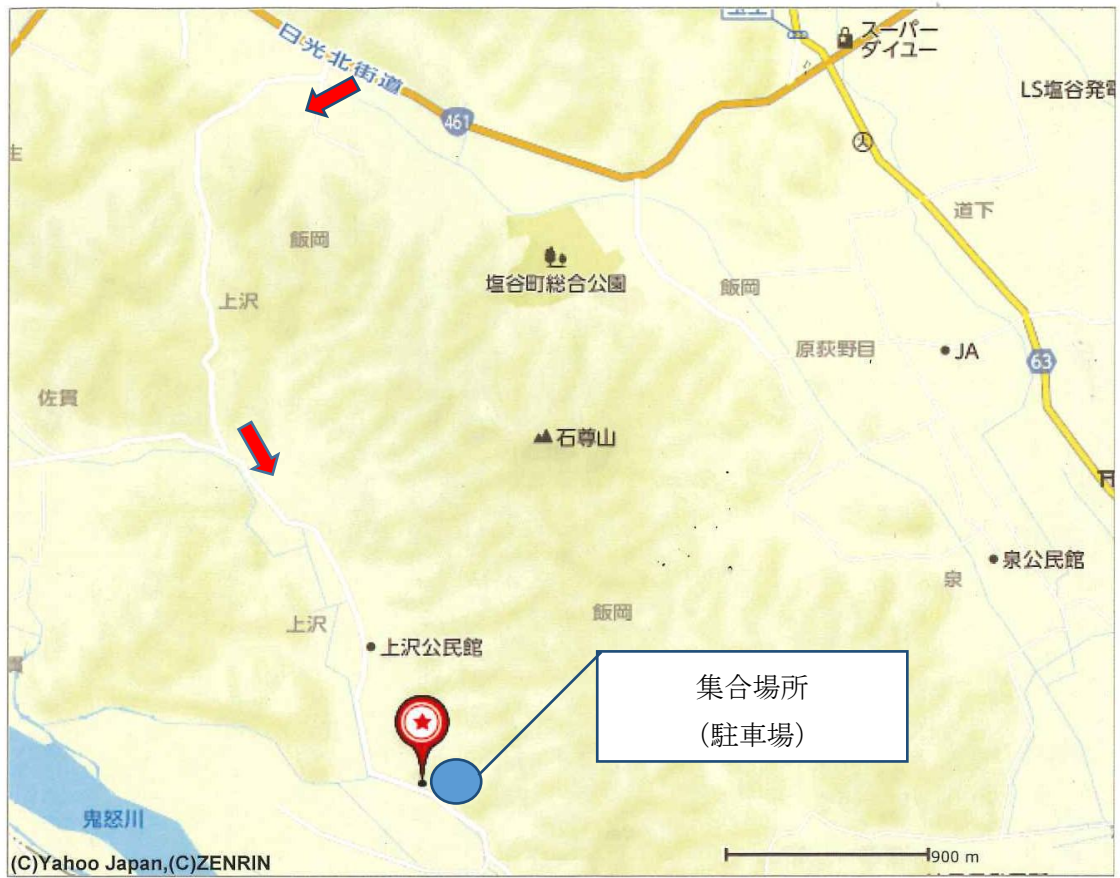 スーパー
ダイユー
日光北街道
LS塩谷発電
461
生
道下
飯岡
塩谷町総合公園
飯岡
上沢
原荻野目
JA
63
佐貫
石尊山
泉公民館
泉
飯岡
上沢
上沢公民館
集合場所
（駐車場）
鬼怒川
(C)Yahoo Japan,(C)ZENRIN
900 m